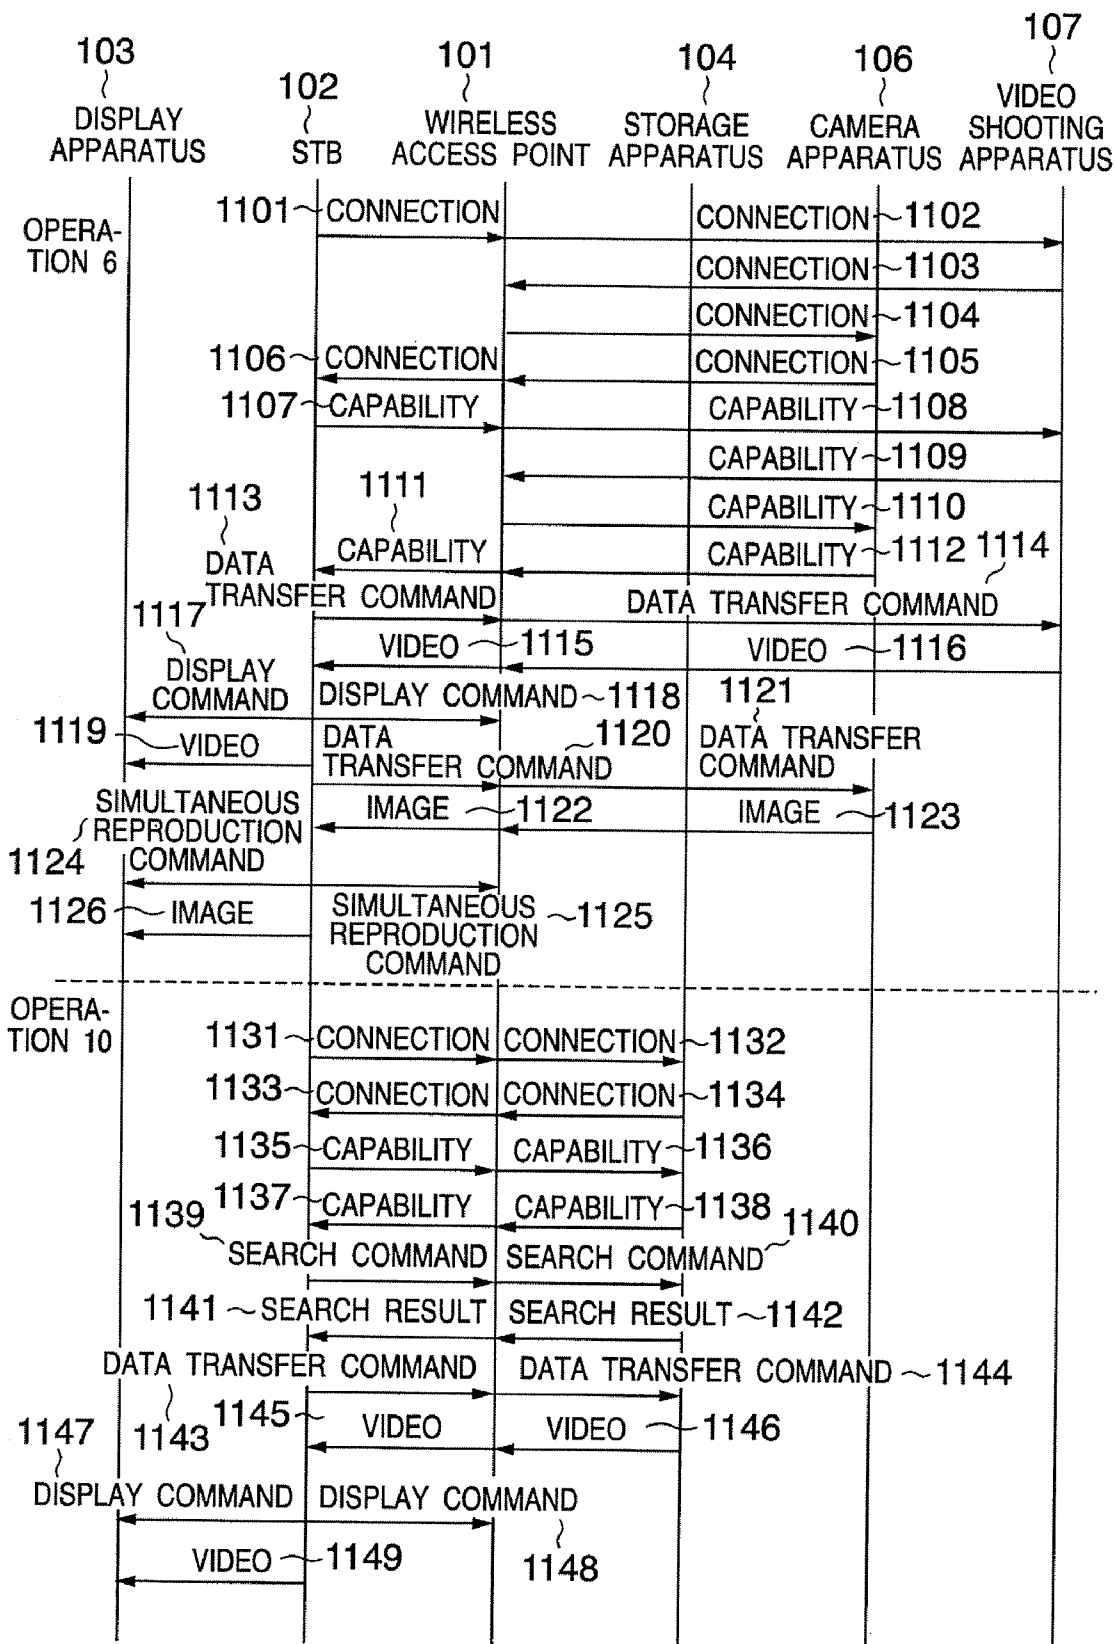 107
103
101
104
106
102
VIDEO
DISPLAY
WIRELESS
STORAGE
CAMERA
SHOOTING
APPARATUS
STB
ACCESS POINT
APPARATUS
APPARATUS
APPARATUS
OPERA-
TION 6
1101 CONNECTION
CONNECTION 1102
CONNECTION 1103
CONNECTION 1104
1106 CONNECTION
CONNECTION 1105
1107 CAPABILITY
CAPABILITY 1108
CAPABILITY 1109
1113
1111
CAPABILITY 1110
CAPABILITY
CAPABILITY 1112
1114
DATA
TRANSFER COMMAND
DATA TRANSFER COMMAND
1117
VIDEO 1115
VIDEO 1116
DISPLAY
COMMAND
DISPLAY COMMAND 1118
1121
1119 VIDEO
DATA
TRANSFER COMMAND
1120
DATA TRANSFER
COMMAND
SIMULTANEOUS
REPRODUCTION
COMMAND
1124
IMAGE 1122
IMAGE 1123
1126 IMAGE
SIMULTANEOUS
REPRODUCTION
COMMAND
1125
OPERA-
TION 10
1131 CONNECTION
CONNECTION 1132
1133 CONNECTION
CONNECTION 1134
1135 CAPABILITY
CAPABILITY 1136
1137 CAPABILITY
CAPABILITY 1138
1139
1140
SEARCH COMMAND
SEARCH COMMAND
1141 SEARCH RESULT
SEARCH RESULT 1142
DATA TRANSFER COMMAND
DATA TRANSFER COMMAND 1144
1143
1145 VIDEO
VIDEO 1146
1147
DISPLAY COMMAND
DISPLAY COMMAND
VIDEO 1149
1148